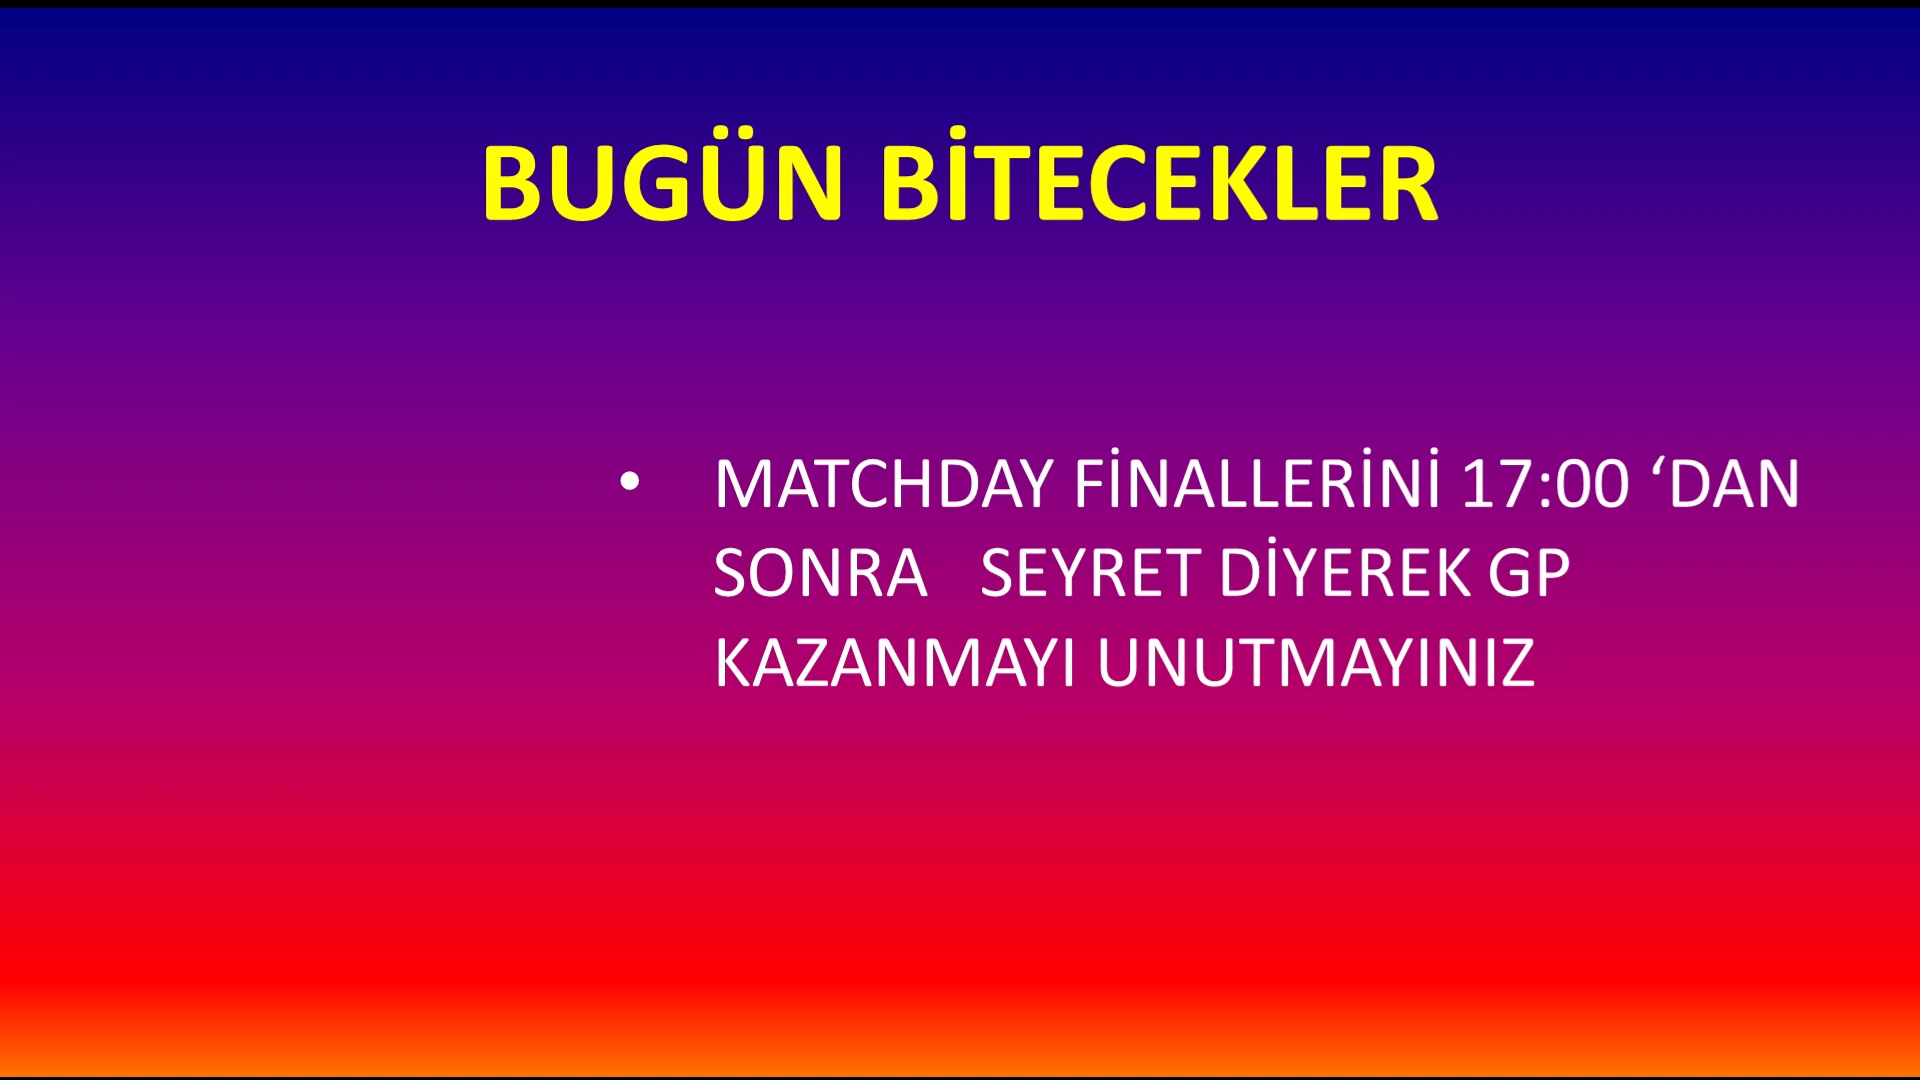 BUGÜN BİTECEKLER
• MATCHDAY FİNALLERİNİ 17:00 ‘DAN
SONRA   SEYRET DİYEREK GP
KAZANMAYI UNUTMAYINIZ